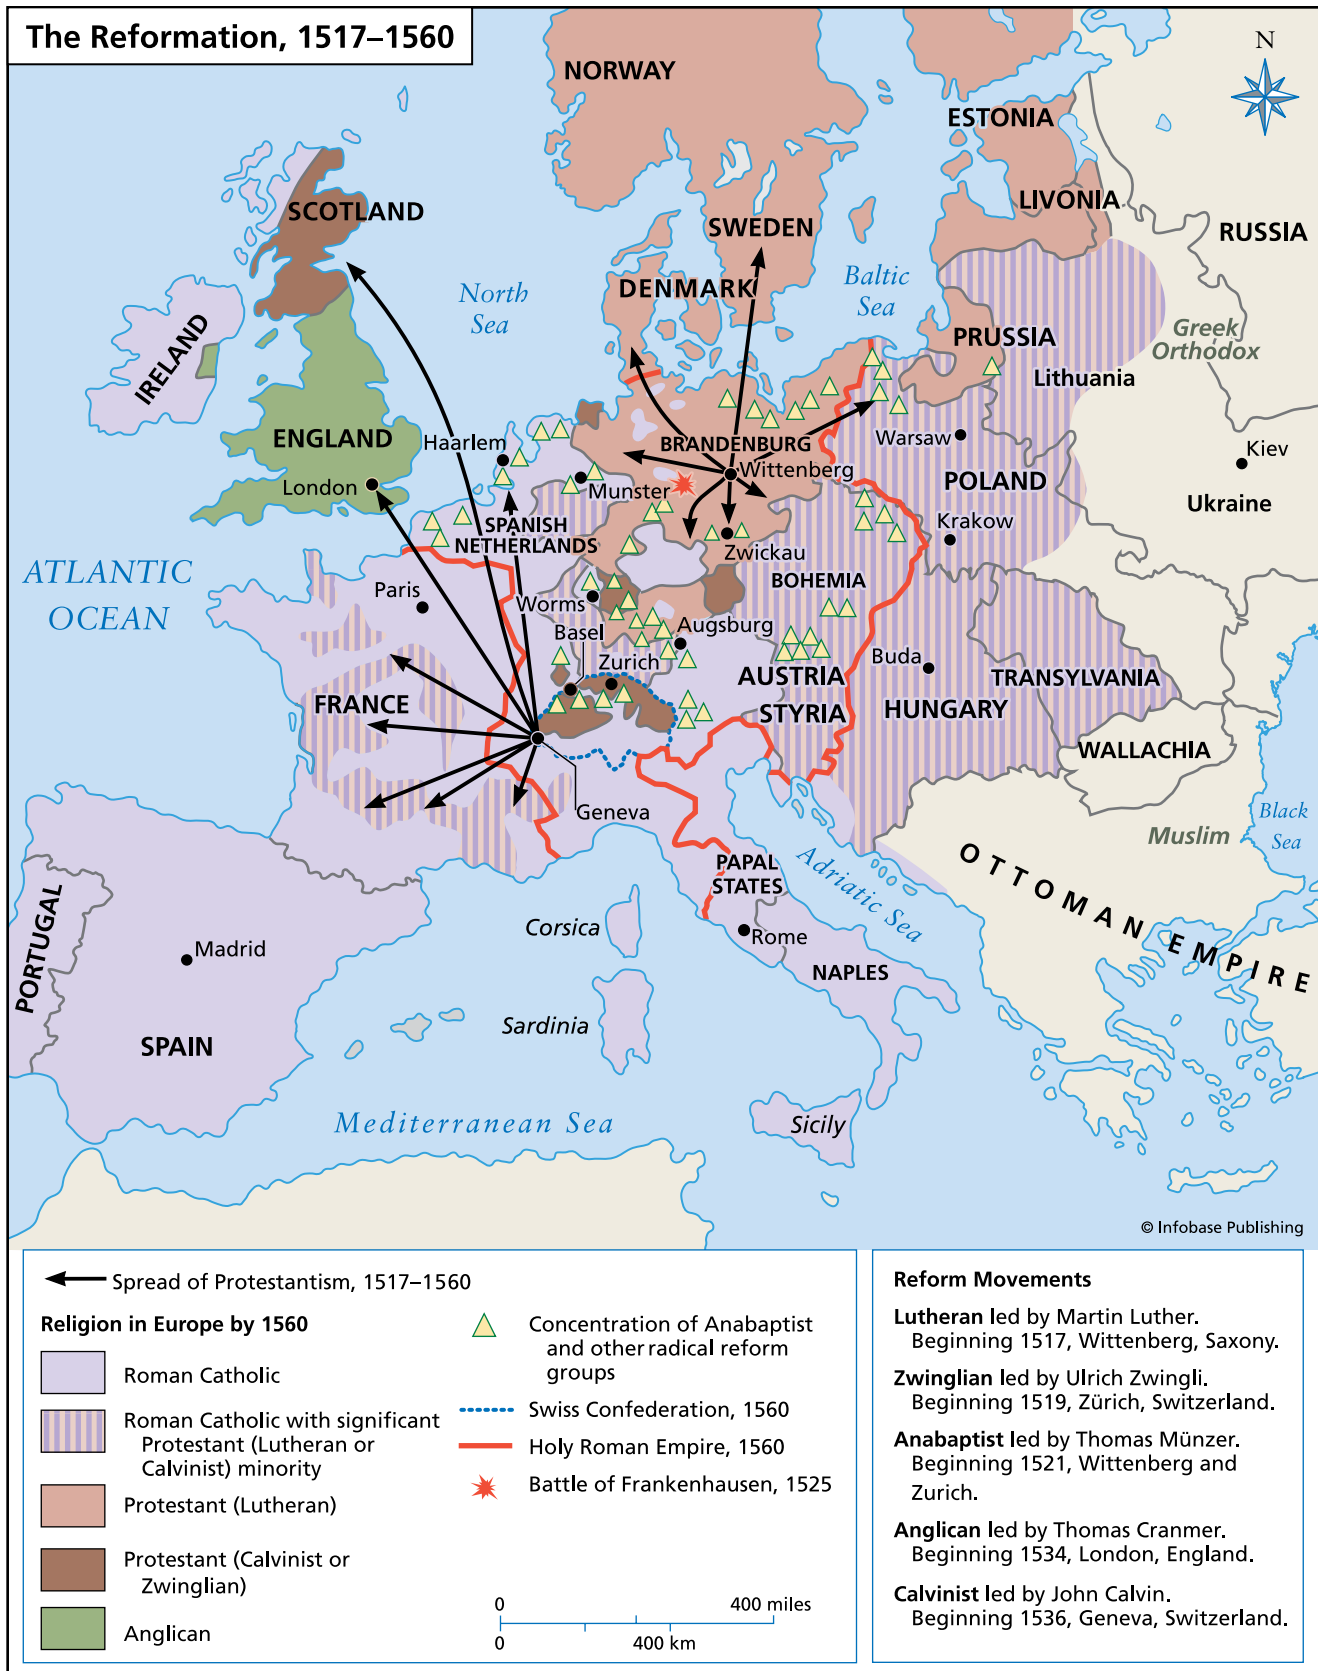 The Reformation, 1517–1560
N
NORWAY
ESTONIA
LIVONIA
RUSSIA
SCOTLAND
SWEDEN
North
Sea
DENMARK
Baltic
Sea
IRELAND
PRUSSIA
Greek
Orthodox
Lithuania
ENGLAND
Haarlem
BRANDENBURG
Warsaw
Kiev
London
Munster
Wittenberg
POLAND
Ukraine
SPANISH
NETHERLANDS
Krakow
Zwickau
ATLANTIC
OCEAN
BOHEMIA
Paris
Worms
Basel
Augsburg
Zurich
Buda
AUSTRIA
TRANSYLVANIA
FRANCE
STYRIA
HUNGARY
WALLACHIA
Geneva
Black
Sea
Muslim
PAPAL
STATES
Adriatic Sea
OTTOMAN EMPIRE
PORTUGAL
Corsica
Rome
Madrid
NAPLES
Sardinia
SPAIN
Mediterranean Sea
Sicily
© Infobase Publishing
Spread of Protestantism, 1517–1560
Religion in Europe by 1560
Roman Catholic
Roman Catholic with significant
Protestant (Lutheran or
Calvinist) minority
Protestant (Lutheran)
Protestant (Calvinist or
Zwinglian)
Anglican
Concentration of Anabaptist
and other radical reform
groups
Swiss Confederation, 1560
Holy Roman Empire, 1560
Battle of Frankenhausen, 1525
0 400 miles
0 400 km
Reform Movements
Lutheran led by Martin Luther.
Beginning 1517, Wittenberg, Saxony.
Zwinglian led by Ulrich Zwingli.
Beginning 1519, Zürich, Switzerland.
Anabaptist led by Thomas Münzer.
Beginning 1521, Wittenberg and
Zurich.
Anglican led by Thomas Cranmer.
Beginning 1534, London, England.
Calvinist led by John Calvin.
Beginning 1536, Geneva, Switzerland.